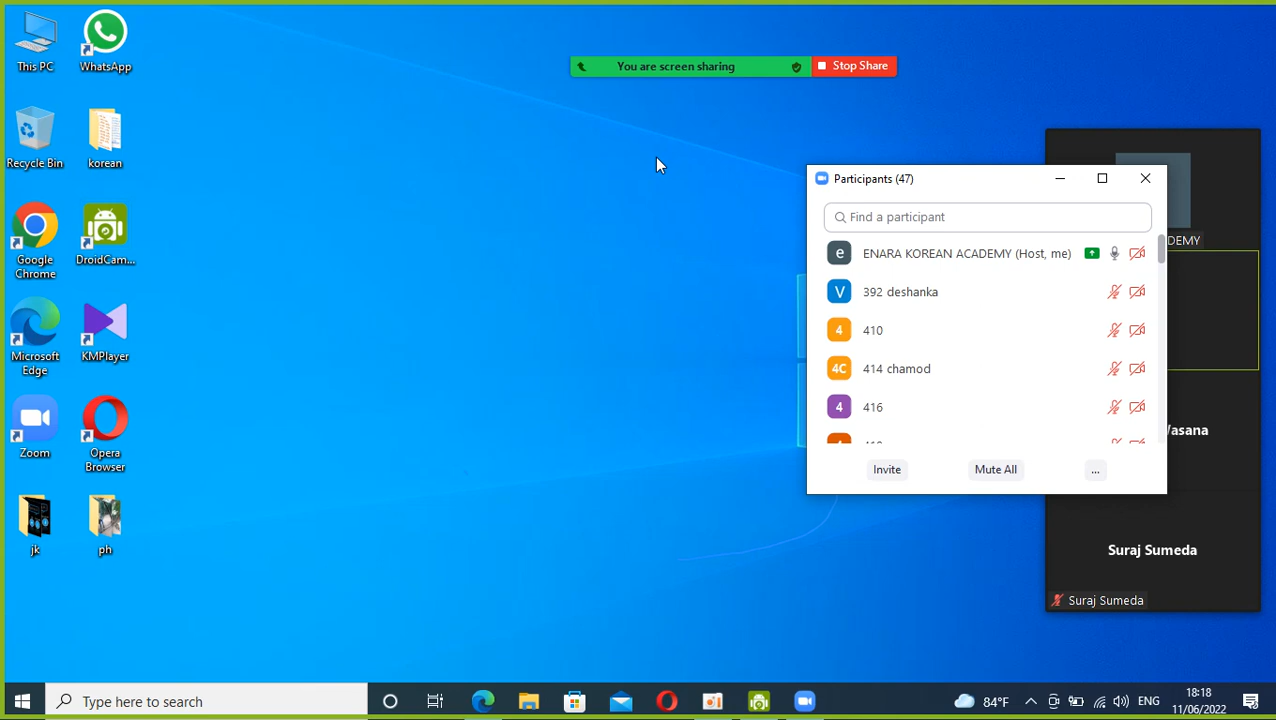 This PC
WhatsApp
Recycle Bin
korean
Google
Chrome
DroidCam...
Microsoft
Edge
KMPlayer
Zoom
Opera
Browser
jk
ph
You are screen sharing
Stop Share
Participants (47)
Find a participant
e ENARA KOREAN ACADEMY (Host, me)
V 392 deshanka
4 410
4C 414 chamod
4 416
Invite
Mute All
...
DEMY
Suraj Sumeda
Suraj Sumeda
Type here to search
84°F
ENG
18:18
11/06/2022